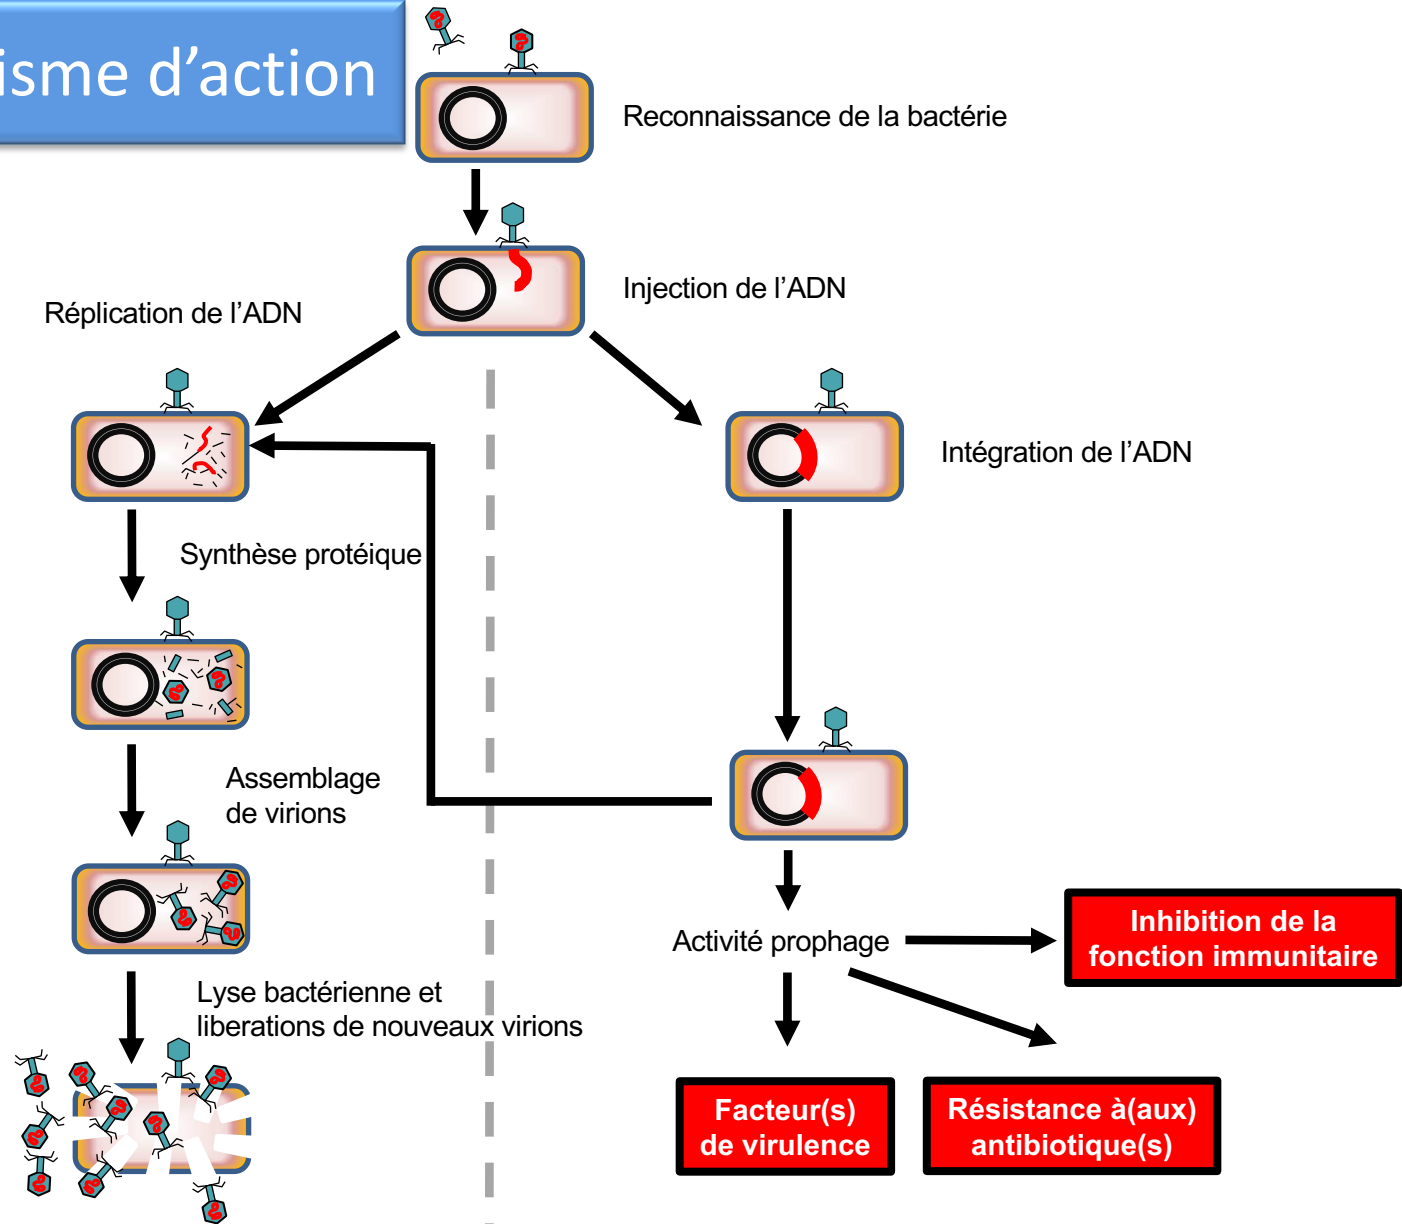 isme d’action
Reconnaissance de la bactérie
Injection de l’ADN
Réplication de l’ADN
Intégration de l’ADN
Synthèse protéique
Assemblage
de virions
Activité prophage
Inhibition de la
fonction immunitaire
Lyse bactérienne et
liberations de nouveaux virions
Facteur(s)
de virulence
Résistance à(aux)
antibiotique(s)